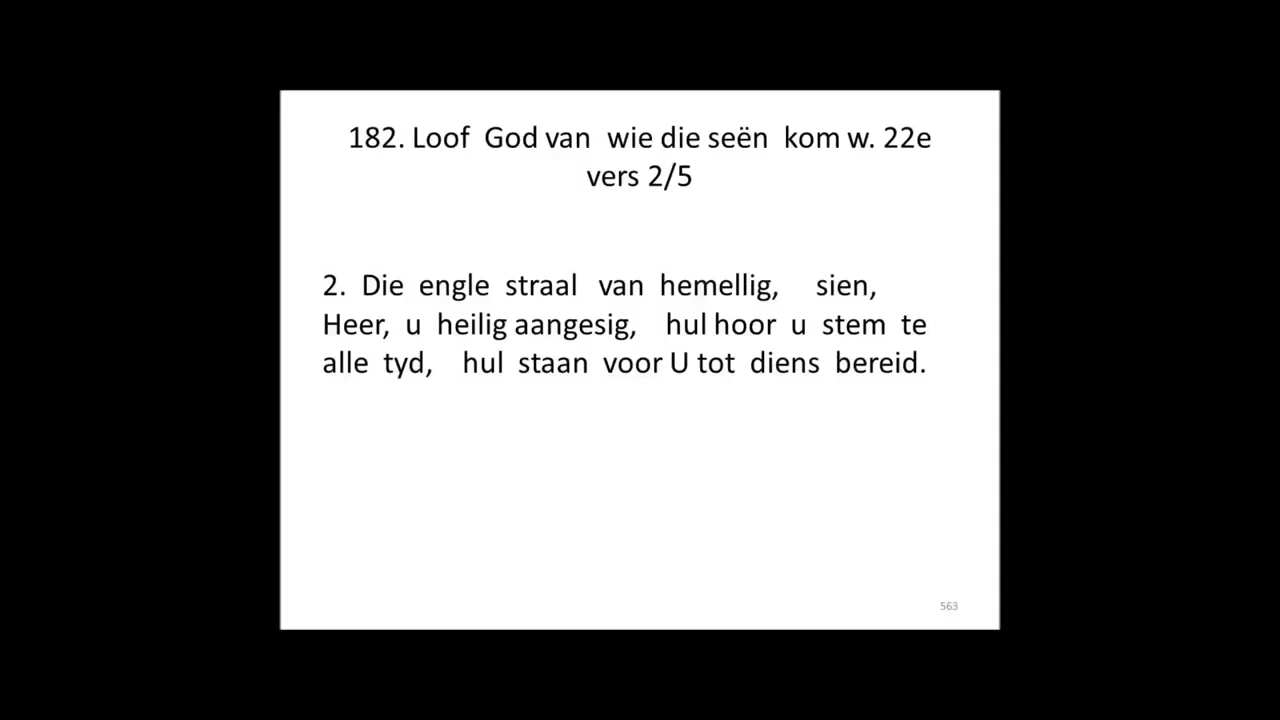 182. Loof God van wie die seën kom w. 22e
vers 2/5
2. Die engle straal van hemellig, sien,
Heer, u heilig aangesig, hul hoor u stem te
alle tyd, hul staan voor U tot diens bereid.
563